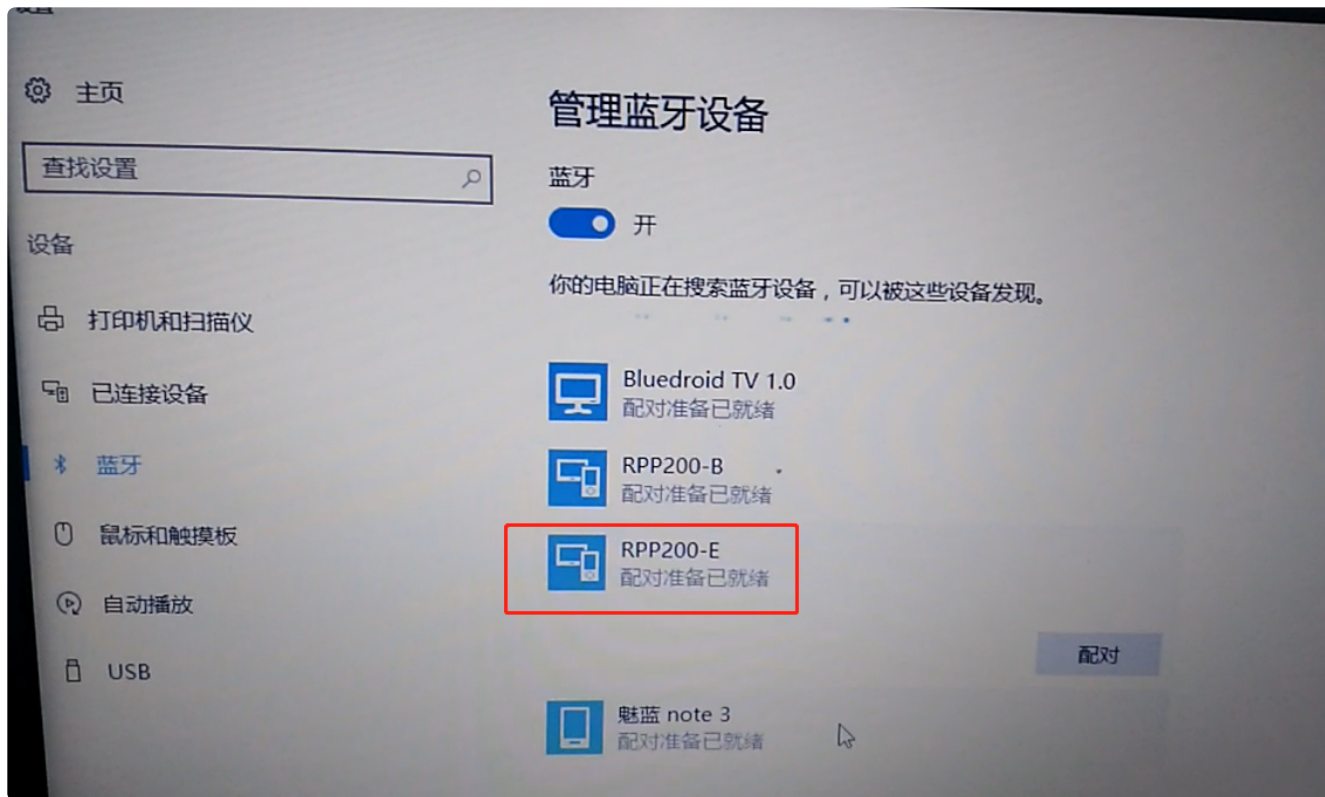 设置
主页
查找设置
设备
打印机和扫描仪
已连接设备
蓝牙
鼠标和触摸板
自动播放
USB
管理蓝牙设备
蓝牙
开
你的电脑正在搜索蓝牙设备，可以被这些设备发现。
Bluedroid TV 1.0
配对准备已就绪
RPP200-B
配对准备已就绪
RPP200-E
配对准备已就绪
配对
魅蓝 note 3
配对准备已就绪